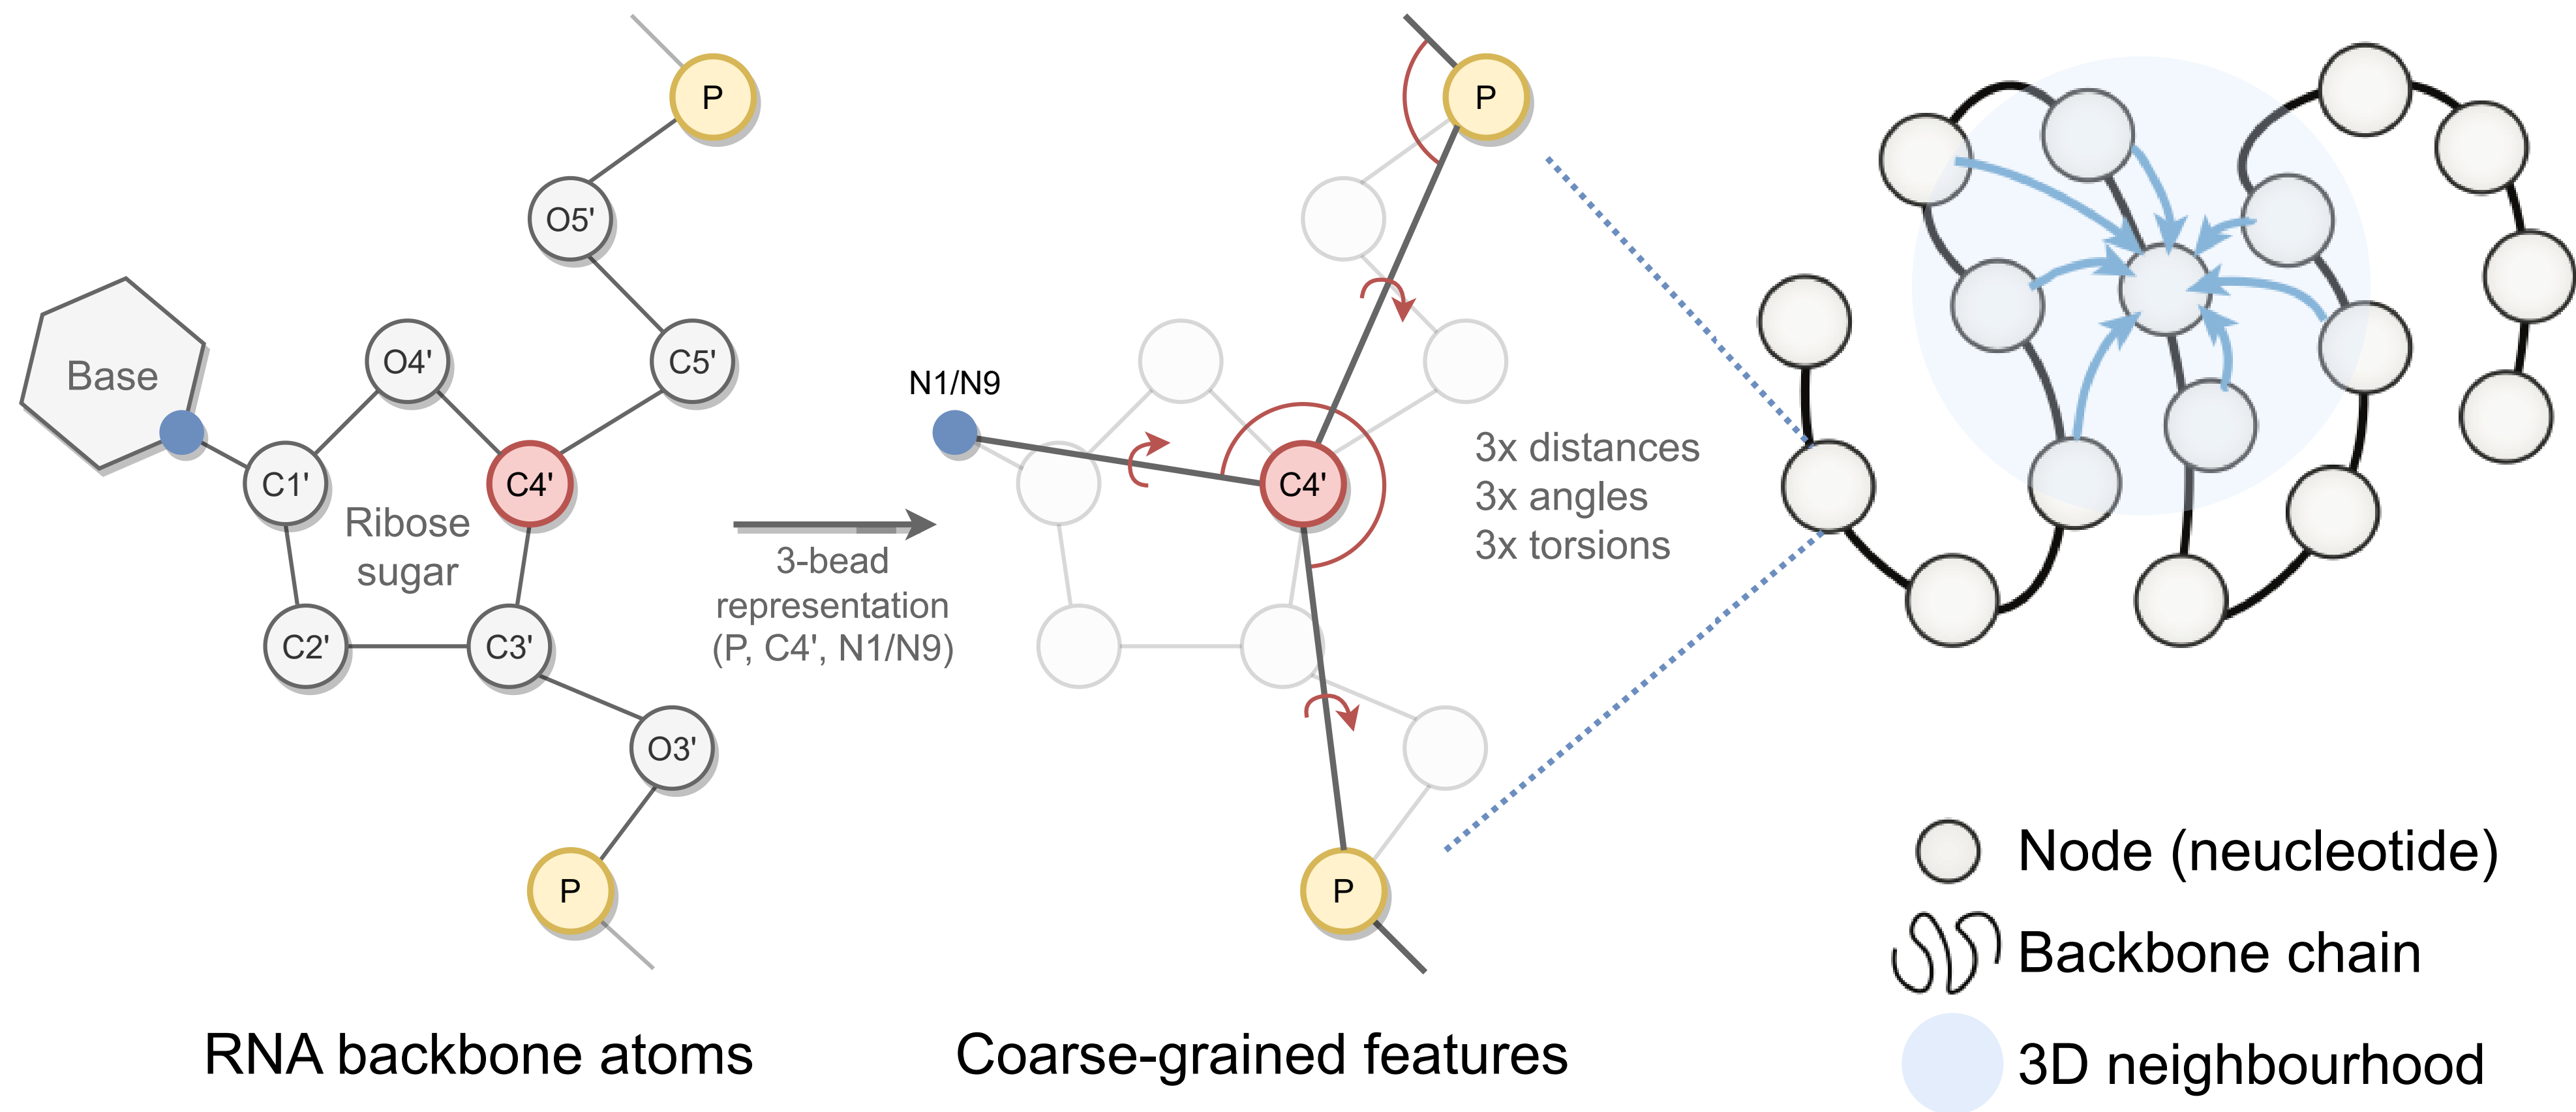 P
O5'
Base
O4'
C5'
C1'
C4'
Ribose
sugar
C2'
C3'
O3'
P
RNA backbone atoms
3-bead
representation
(P, C4', N1/N9)
P
N1/N9
C4'
3x distances
3x angles
3x torsions
P
Coarse-grained features
Node (neucleotide)
Backbone chain
3D neighbourhood